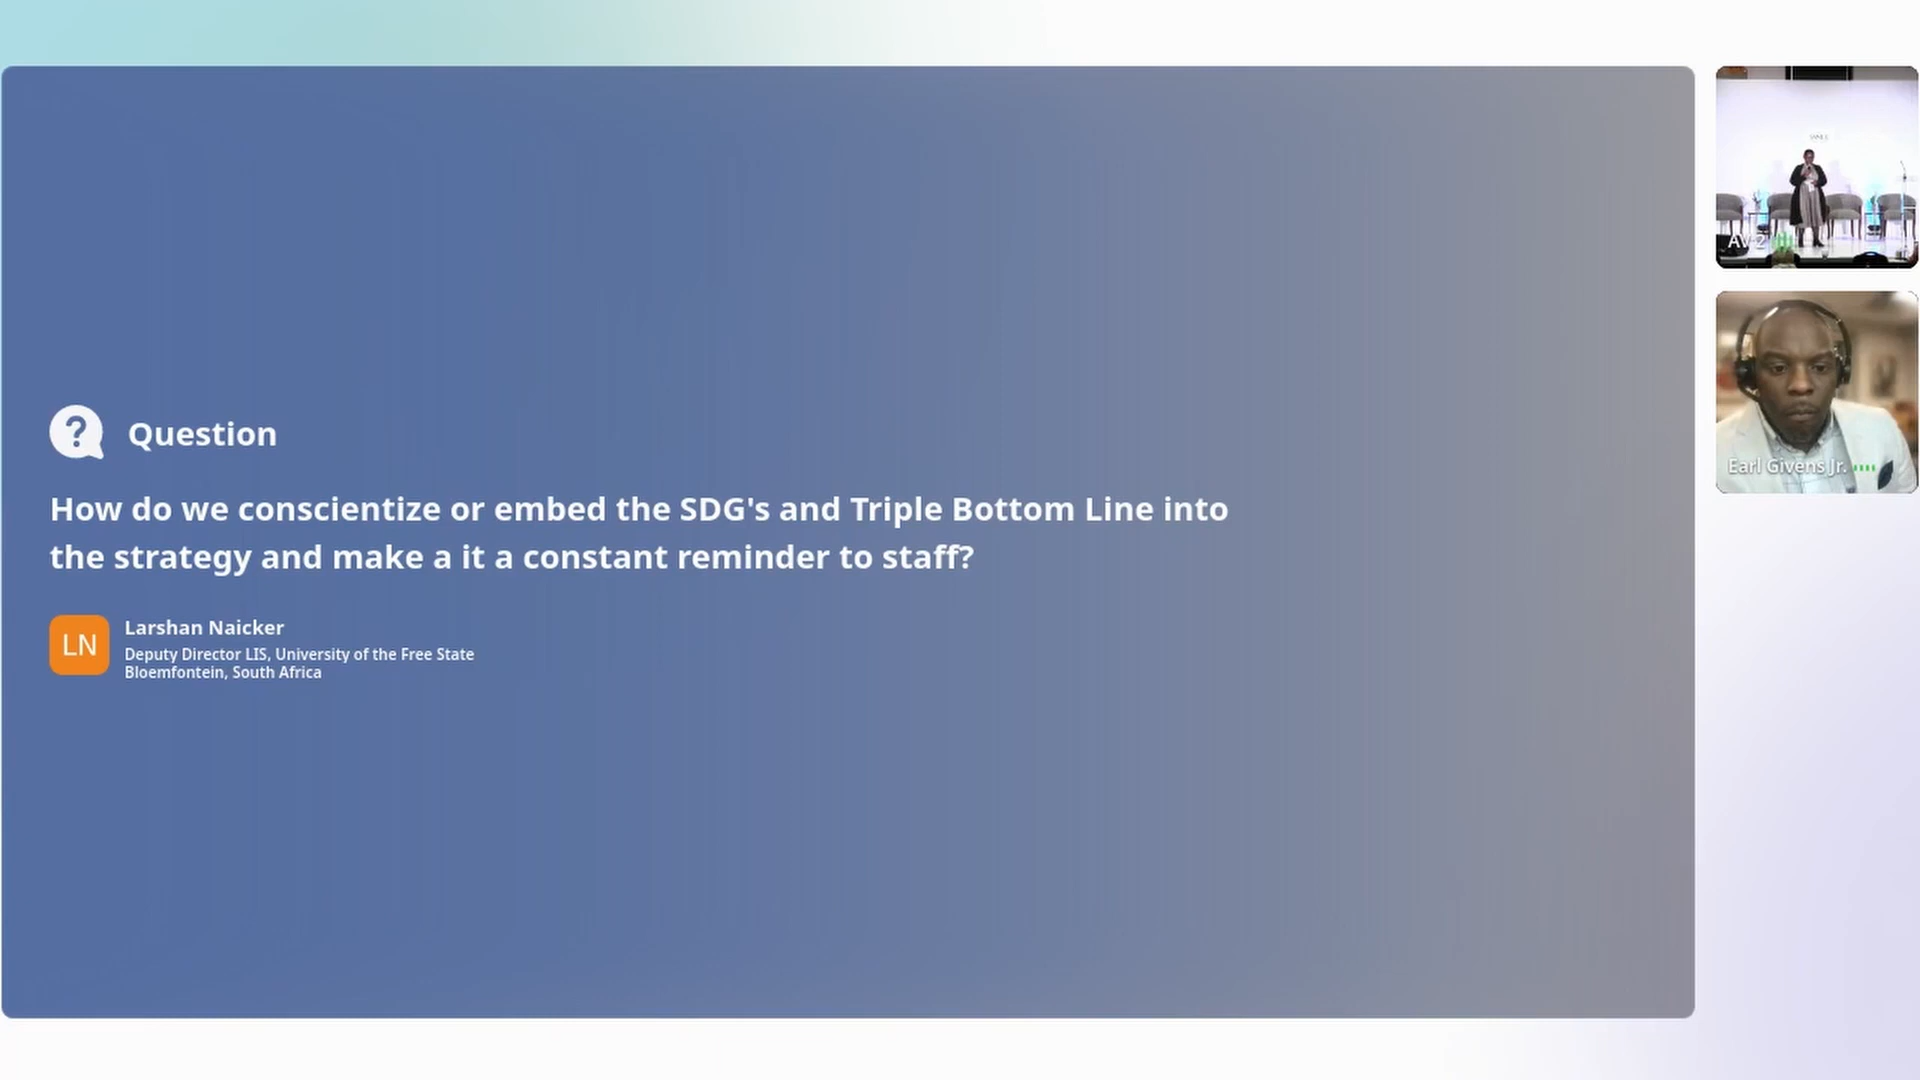 Question
How do we conscientize or embed the SDG's and Triple Bottom Line into
the strategy and make a it a constant reminder to staff?
LN
Larshan Naicker
Deputy Director LIS, University of the Free State
Bloemfontein, South Africa
AV 2
Earl Givens Jr.